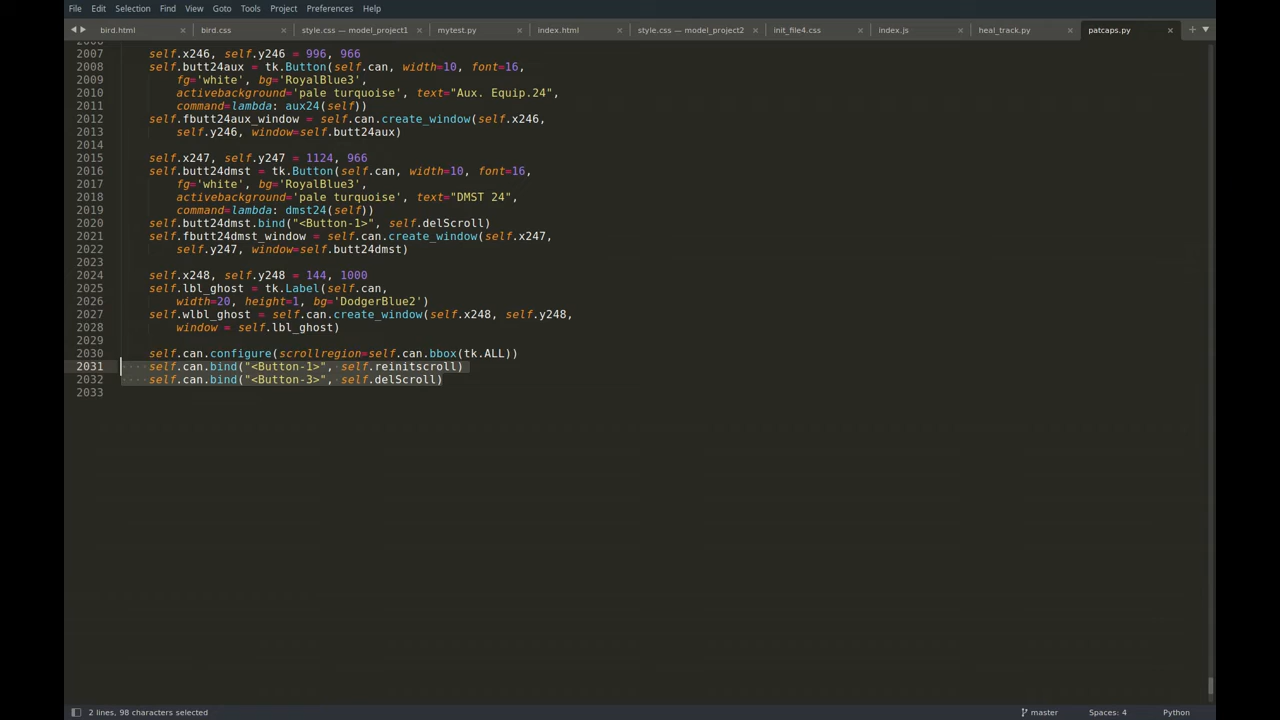 File Edit Selection Find View Goto Tools Project Preferences Help
bird.html × bird.css × style.css — model_project1 × mytest.py × index.html × style.css — model_project2 × init_file4.css × index.js × heal_track.py × patcaps.py ×
2007 self.x246, self.y246 = 996, 966
2008 self.butt24aux = tk.Button(self.can, width=10, font=16,
2009 fg='white', bg='RoyalBlue3',
2010 activebackground='pale turquoise', text="Aux. Equip.24",
2011 command=lambda: aux24(self))
2012 self.fbutt24aux_window = self.can.create_window(self.x246,
2013 self.y246, window=self.butt24aux)
2014
2015 self.x247, self.y247 = 1124, 966
2016 self.butt24dmst = tk.Button(self.can, width=10, font=16,
2017 fg='white', bg='RoyalBlue3',
2018 activebackground='pale turquoise', text="DMST 24",
2019 command=lambda: dmst24(self))
2020 self.butt24dmst.bind("<Button-1>", self.delScroll)
2021 self.fbutt24dmst_window = self.can.create_window(self.x247,
2022 self.y247, window=self.butt24dmst)
2023
2024 self.x248, self.y248 = 144, 1000
2025 self.lbl_ghost = tk.Label(self.can,
2026 width=20, height=1, bg='DodgerBlue2')
2027 self.wlbl_ghost = self.can.create_window(self.x248, self.y248,
2028 window = self.lbl_ghost)
2029
2030 self.can.configure(scrollregion=self.can.bbox(tk.ALL))
2031 self.can.bind("<Button-1>", self.reinitscroll)
2032 self.can.bind("<Button-3>", self.delScroll)
2033
2 lines, 98 characters selected master Spaces: 4 Python